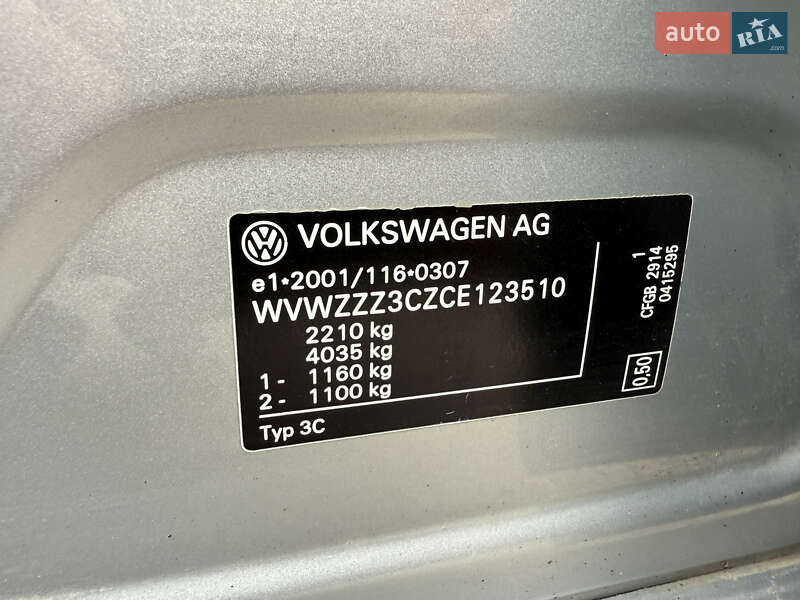 auto RIA
VOLKSWAGEN AG
e1*2001/116*0307
WVWZZZ3CZCE123510
2210 kg
4035 kg
1 - 1160 kg
2 - 1100 kg
Typ 3C
1
CFGB 2914
0415295
0,50